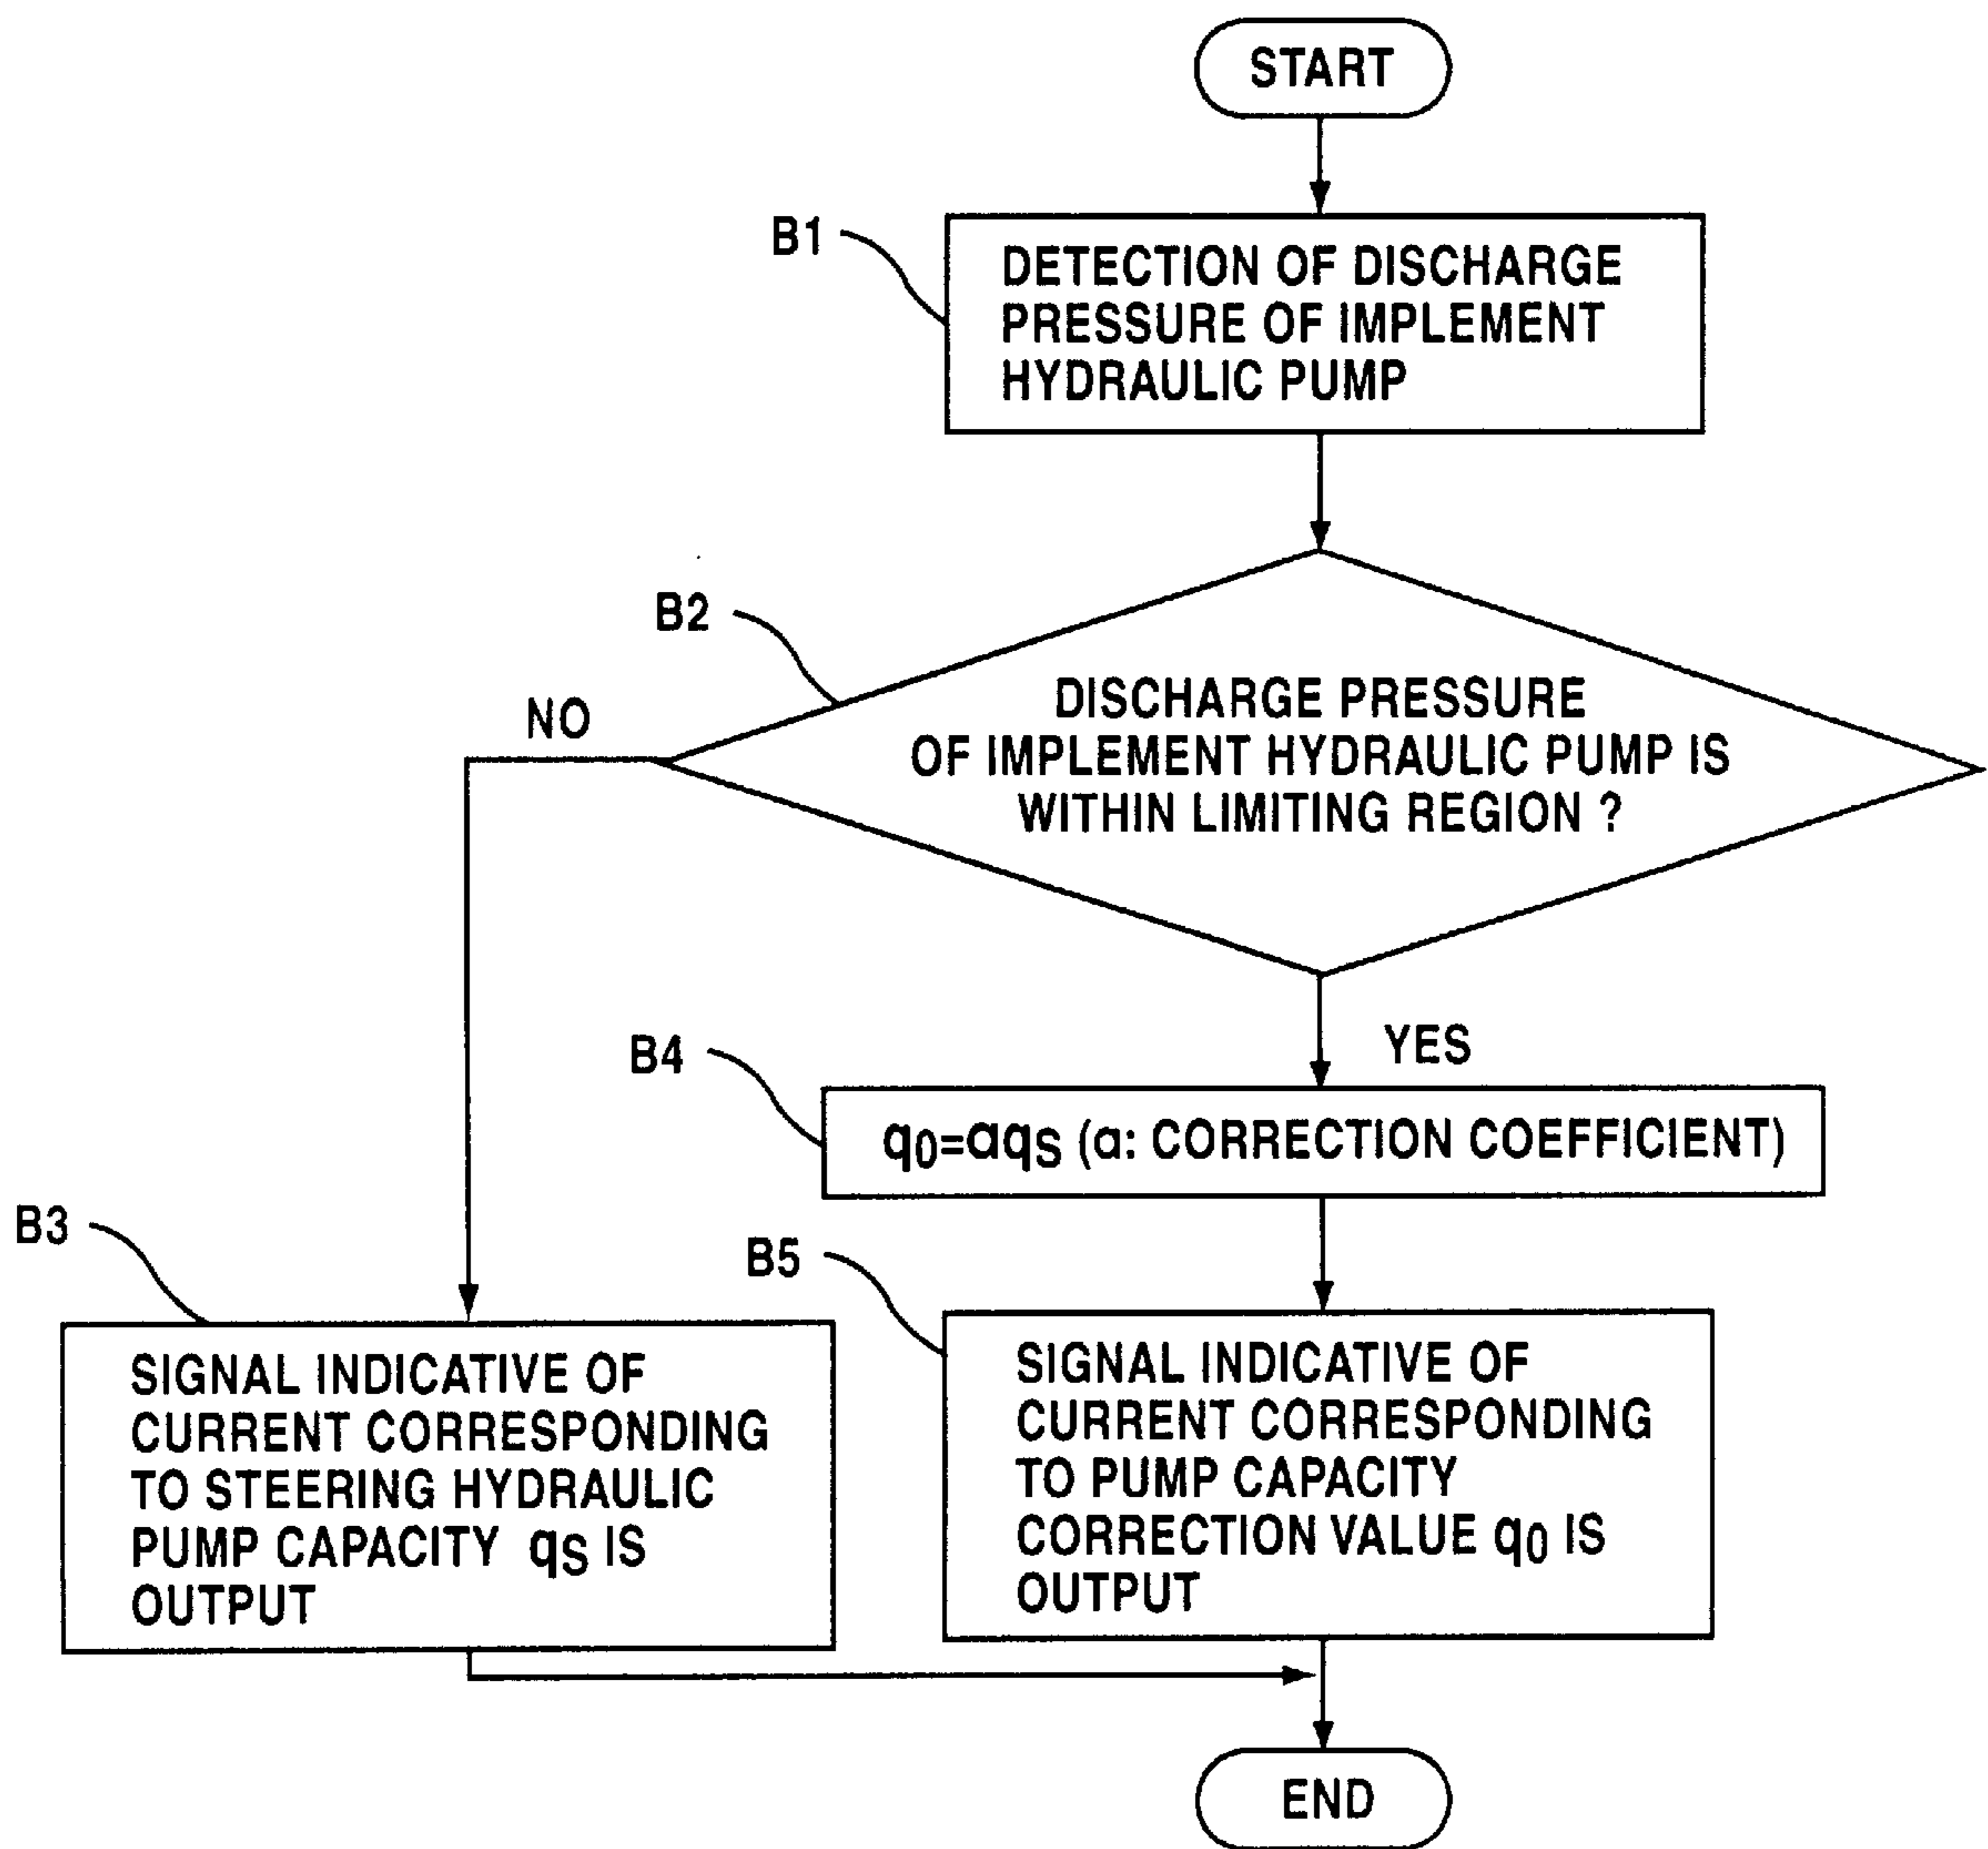 START
B1
DETECTION OF DISCHARGE
PRESSURE OF IMPLEMENT
HYDRAULIC PUMP
B2
DISCHARGE PRESSURE
OF IMPLEMENT HYDRAULIC PUMP IS
WITHIN LIMITING REGION ?
NO
YES
B4
q0=aqS (a: CORRECTION COEFFICIENT)
B3
SIGNAL INDICATIVE OF
CURRENT CORRESPONDING
TO STEERING HYDRAULIC
PUMP CAPACITY qS IS
OUTPUT
B5
SIGNAL INDICATIVE OF
CURRENT CORRESPONDING
TO PUMP CAPACITY
CORRECTION VALUE q0 IS
OUTPUT
END